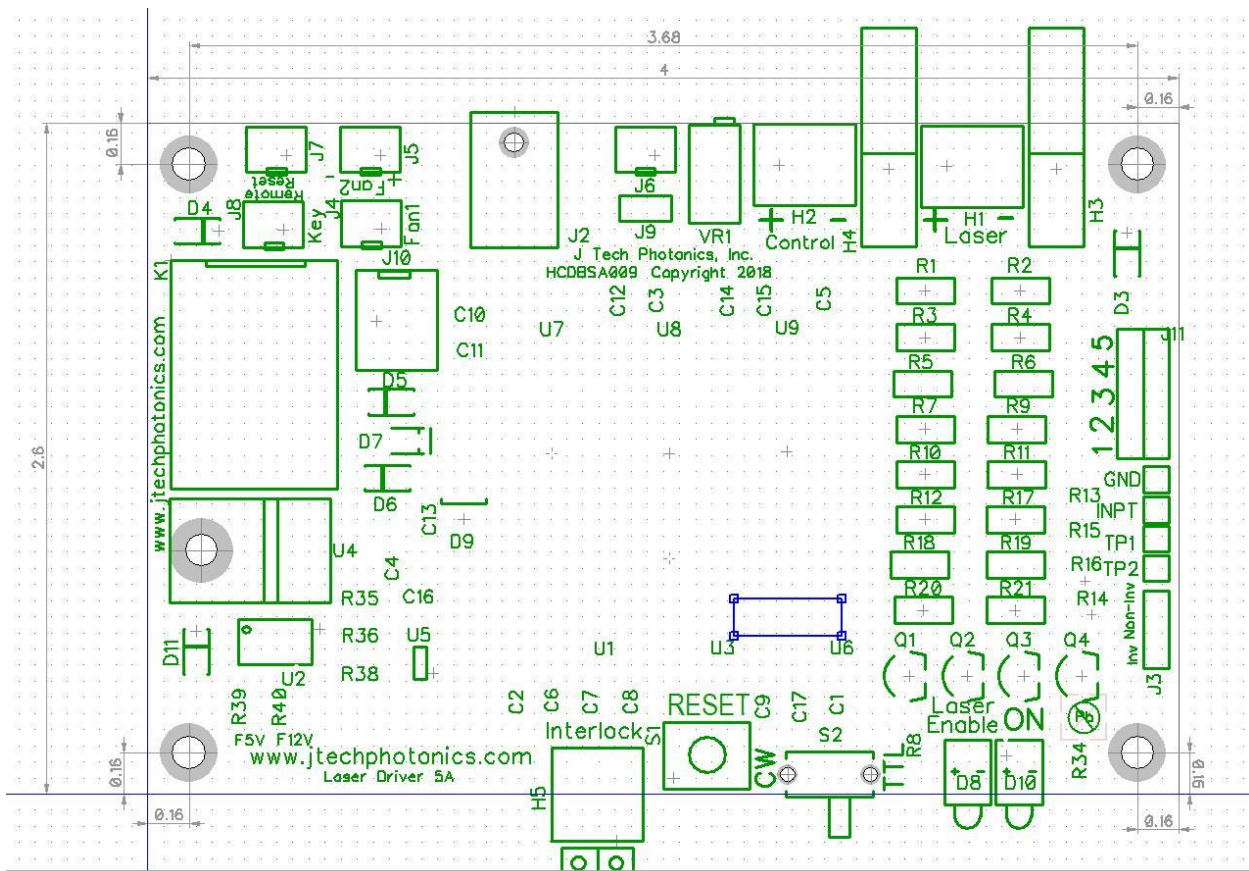 3.68
4
0.16
0.16
J7
J5
Remote
Reset
-
Fan2
+
J6
D4
J8
Key
J4
Fan1
J9
VR1
+ H2 -
Control
H4
+ H1 -
Laser
H3
J2
J Tech Photonics, Inc.
HCDBSA009 Copyright 2018
K1
J10
C12
C3
C14
C15
C5
R1
R2
D3
C10
U7
U8
U9
R3
R4
J11
C11
R5
R6
1 2 3 4 5
www.jtechphotonics.com
D5
R7
R9
2.6
D7
R10
R11
GND
D6
R12
R17
R13
INPT
C13
D9
R15
TP1
U4
R18
R19
C4
R16
TP2
R35
C16
R20
R21
R14
Inv Non-Inv
D11
R36
U5
U1
U3
U6
Q1
Q2
Q3
Q4
R38
U2
J3
R39
R40
C2
C6
C7
C8
RESET
C9
C17
C1
Laser
Enable
ON
Pb
F5V F12V
Interlock
S1
S2
R8
www.jtechphotonics.com
Laser Driver 5A
CW
TTL
R34
0.16
H5
+ -
D8
+ -
D10
0.16
0.16
0.16